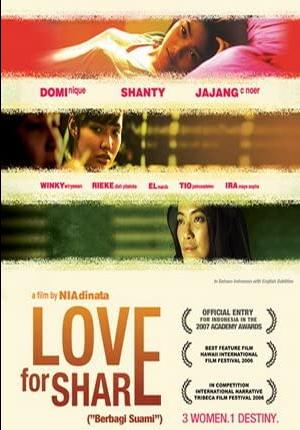 DOMInique SHANTY JAJANG c noer
WINKY wiryawan RIEKE diah pitaloka EL manik TIO pakusadewo IRA maya sopha
In Bahasa Indonesia with English Subtitles
a film by NIA dinata
LOVE
for SHARE
("Berbagi Suami")
OFFICIAL ENTRY
FOR INDONESIA IN THE
2007 ACADEMY AWARDS
BEST FEATURE FILM
HAWAII INTERNATIONAL
FILM FESTIVAL 2006
IN COMPETITION
INTERNATIONAL NARRATIVE
TRIBECA FILM FESTIVAL 2006
3 WOMEN.1 DESTINY.